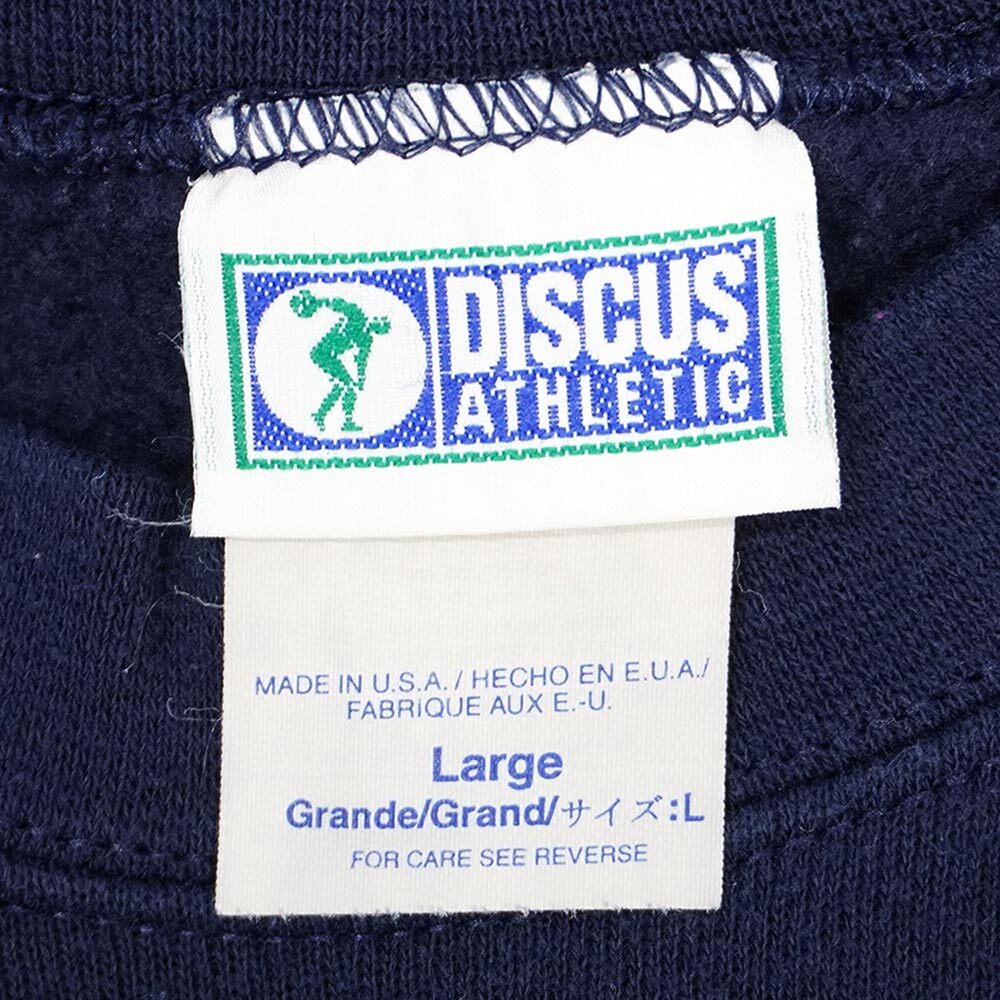 DISCUS
ATHLETIC
MADE IN U.S.A. / HECHO EN E.U.A./
FABRIQUE AUX E.-U.
Large
Grande/Grand/サイズ:L
FOR CARE SEE REVERSE